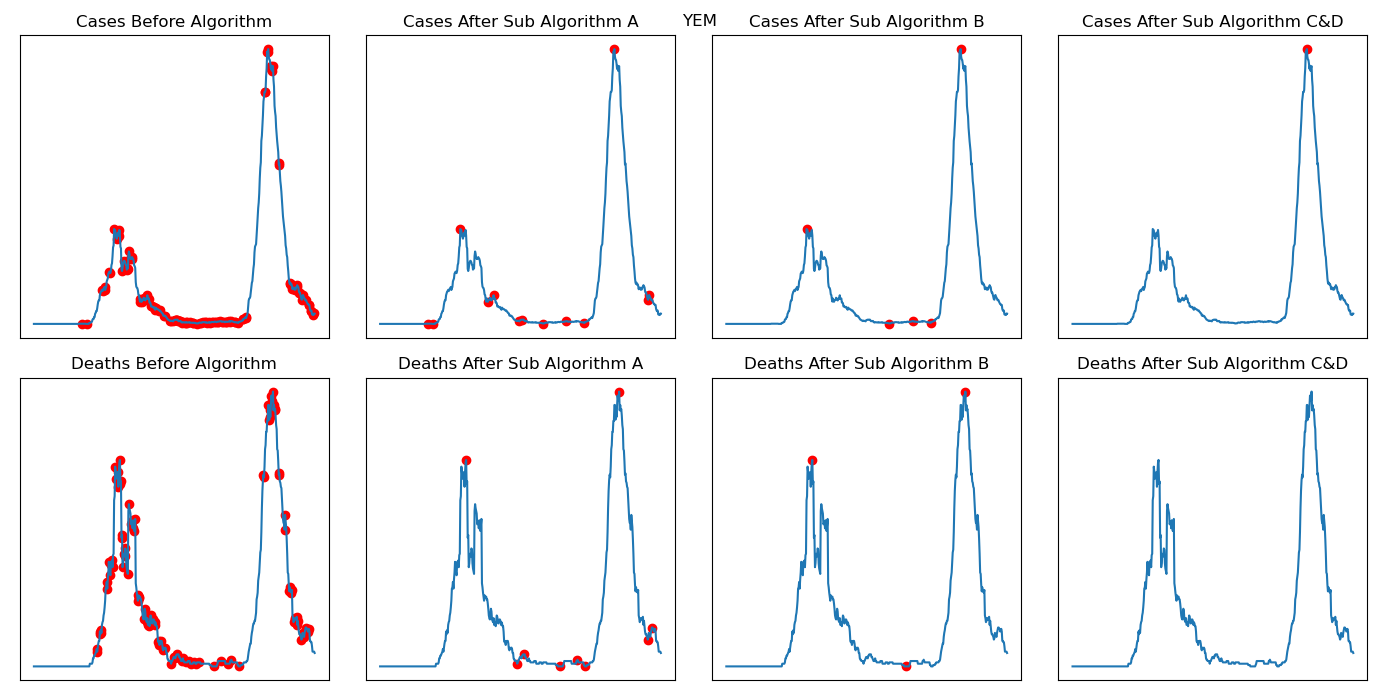 YEM
Cases Before Algorithm
Cases After Sub Algorithm A
Cases After Sub Algorithm B
Cases After Sub Algorithm C&D
Deaths Before Algorithm
Deaths After Sub Algorithm A
Deaths After Sub Algorithm B
Deaths After Sub Algorithm C&D